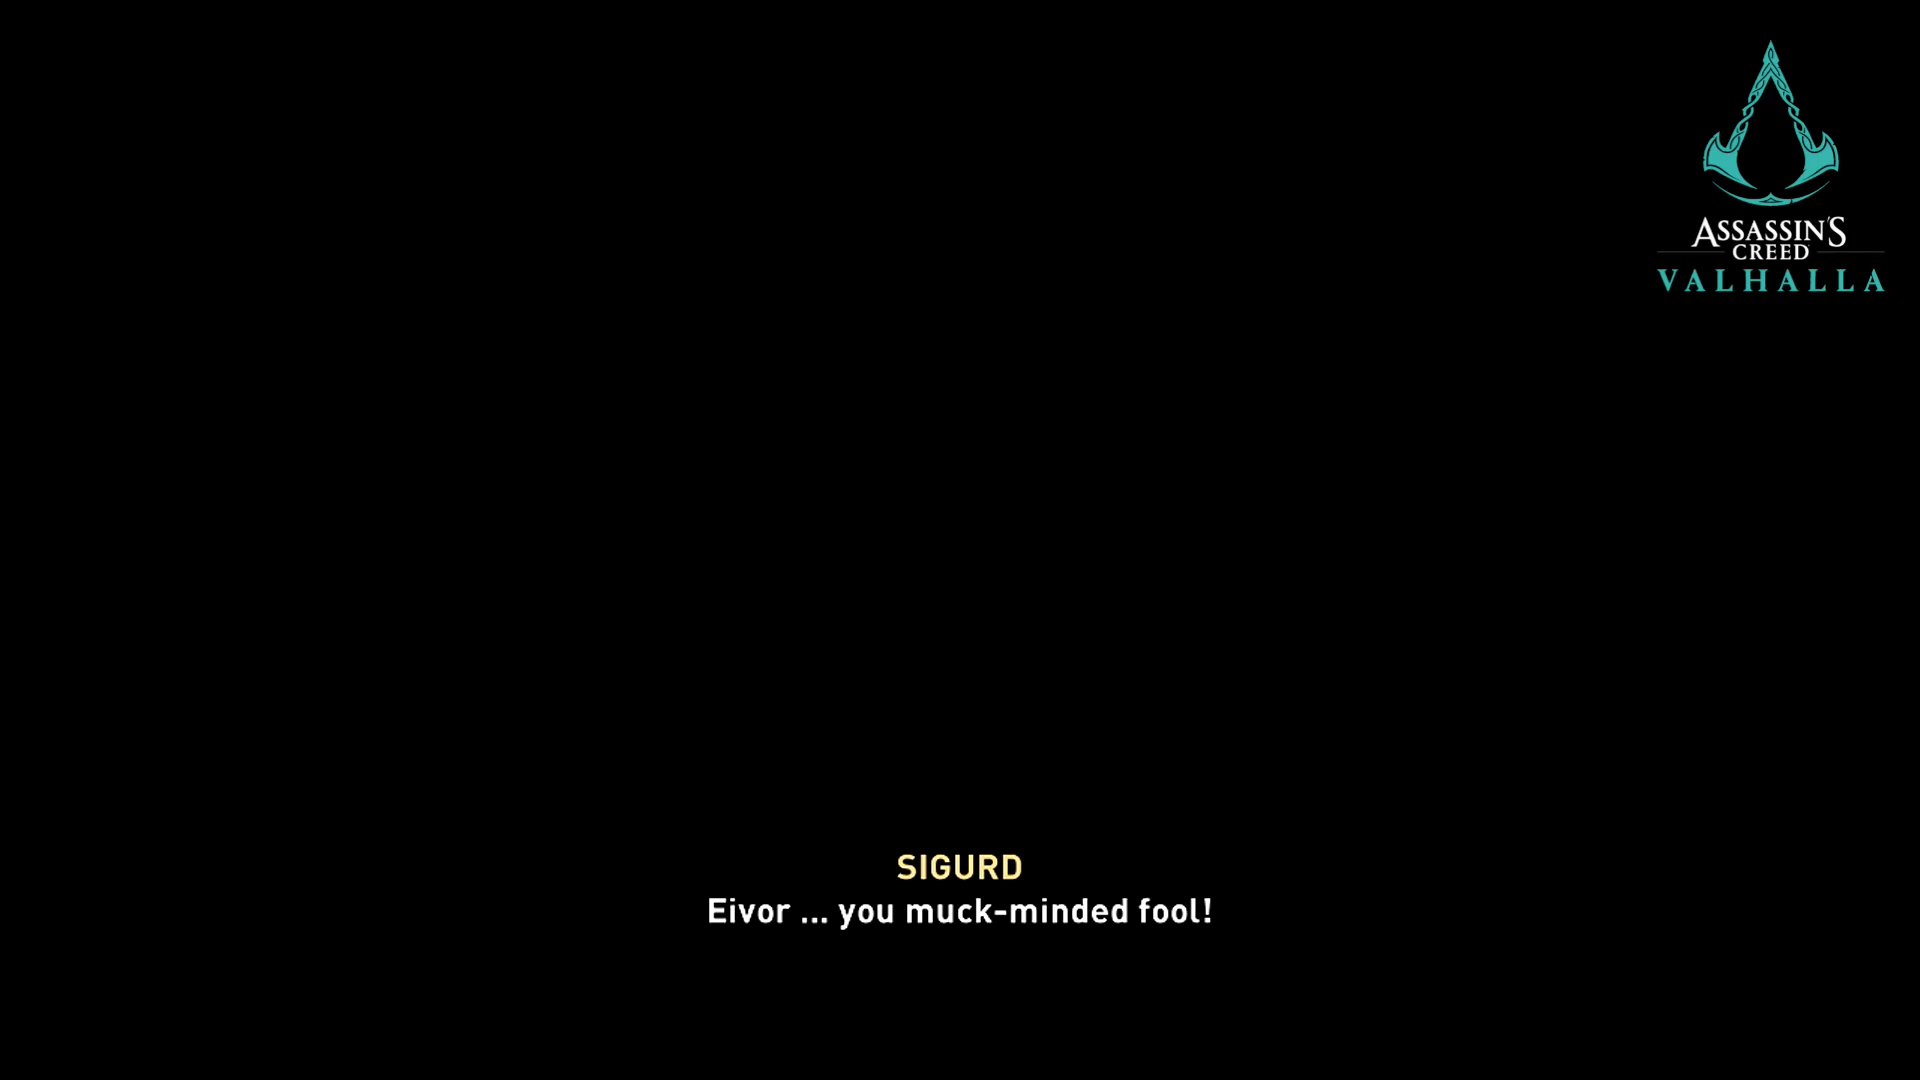 ASSASSIN'S
CREED
VALHALLA
SIGURD
Eivor ... you muck-minded fool!